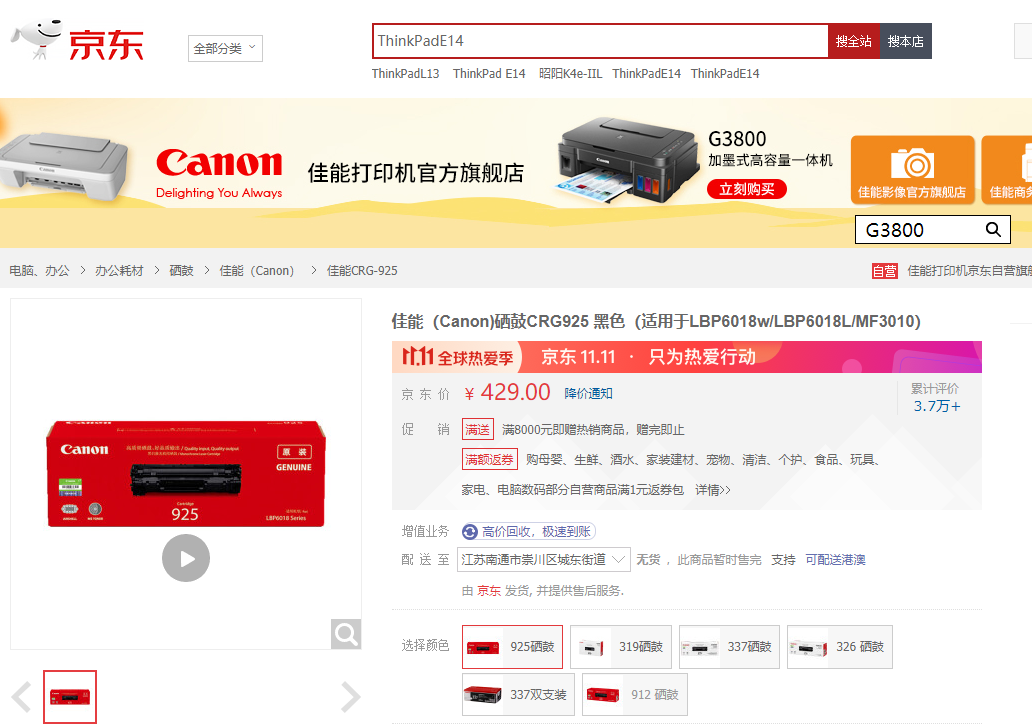 京东
全部分类
ThinkPadE14
搜全站
搜本店
ThinkPadL13 ThinkPad E14 昭阳K4e-IIL ThinkPadE14 ThinkPadE14
Canon
Delighting You Always
佳能打印机官方旗舰店
G3800
加墨式高容量一体机
立刻购买
佳能影像官方旗舰店
佳能商务
G3800
电脑、办公 > 办公耗材 > 硒鼓 > 佳能（Canon） > 佳能CRG-925
自营 佳能打印机京东自营旗舰
佳能（Canon)硒鼓CRG925 黑色（适用于LBP6018w/LBP6018L/MF3010）
11.11 全球热爱季 京东 11.11 · 只为热爱行动
京东价 ￥429.00 降价通知
累计评价
3.7万+
促销 满送 满8000元即赠热销商品，赠完即止
满额返券 购母婴、生鲜、酒水、家装建材、宠物、清洁、个护、食品、玩具、
家电、电脑数码部分自营商品满1元返券包 详情>>
增值业务 高价回收，极速到账
配送至 江苏南通市崇川区城东街道 无货 ，此商品暂时售完 支持 可配送港澳
由 京东 发货, 并提供售后服务.
选择颜色 925硒鼓 319硒鼓 337硒鼓 326 硒鼓
337双支装 912 硒鼓
Canon
原 装
GENUINE
Cartridge
925
LBP6018 Series